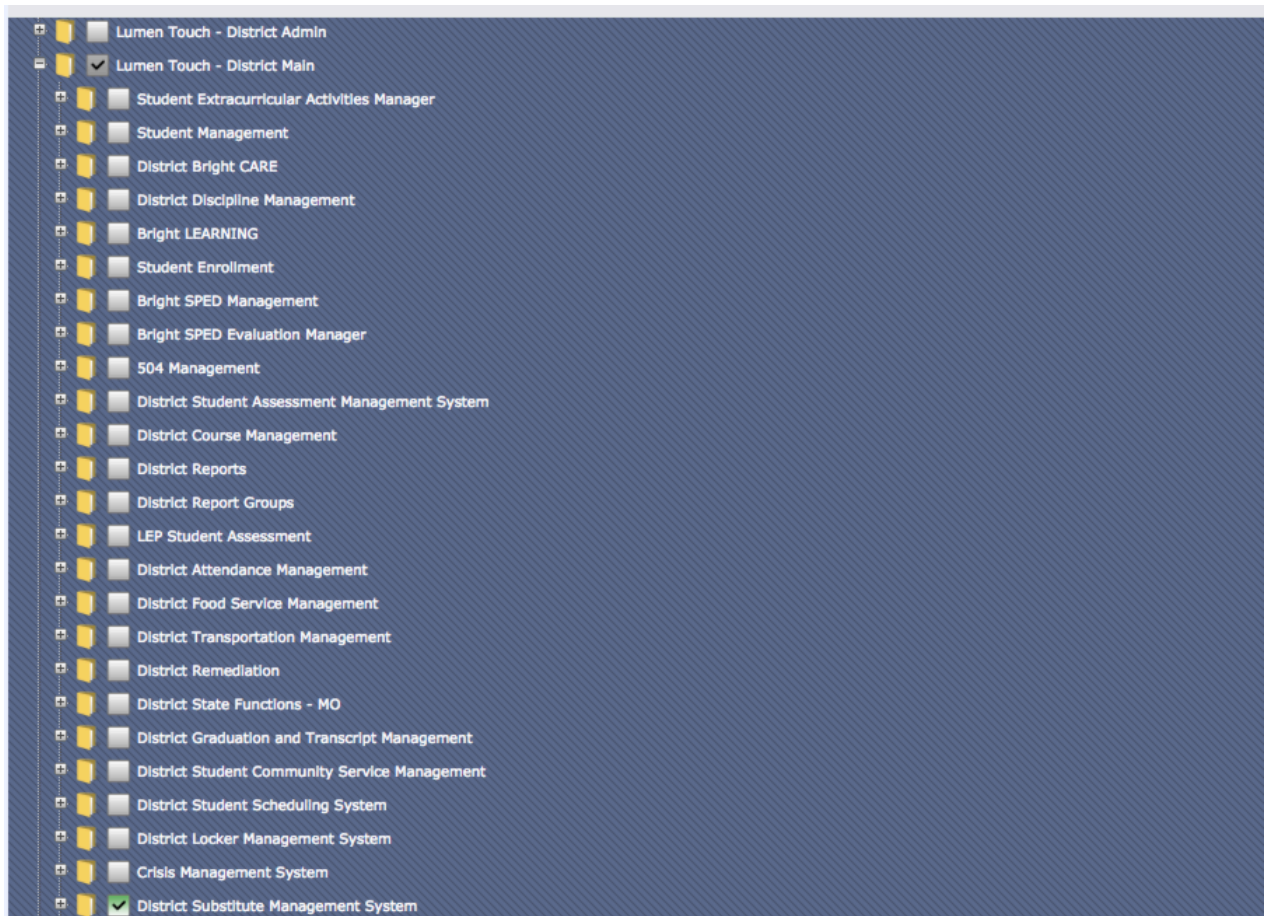 Lumen Touch - District Admin
Lumen Touch - District Main
Student Extracurricular Activities Manager
Student Management
District Bright CARE
District Discipline Management
Bright LEARNING
Student Enrollment
Bright SPED Management
Bright SPED Evaluation Manager
504 Management
District Student Assessment Management System
District Course Management
District Reports
District Report Groups
LEP Student Assessment
District Attendance Management
District Food Service Management
District Transportation Management
District Remediation
District State Functions - MO
District Graduation and Transcript Management
District Student Community Service Management
District Student Scheduling System
District Locker Management System
Crisis Management System
District Substitute Management System